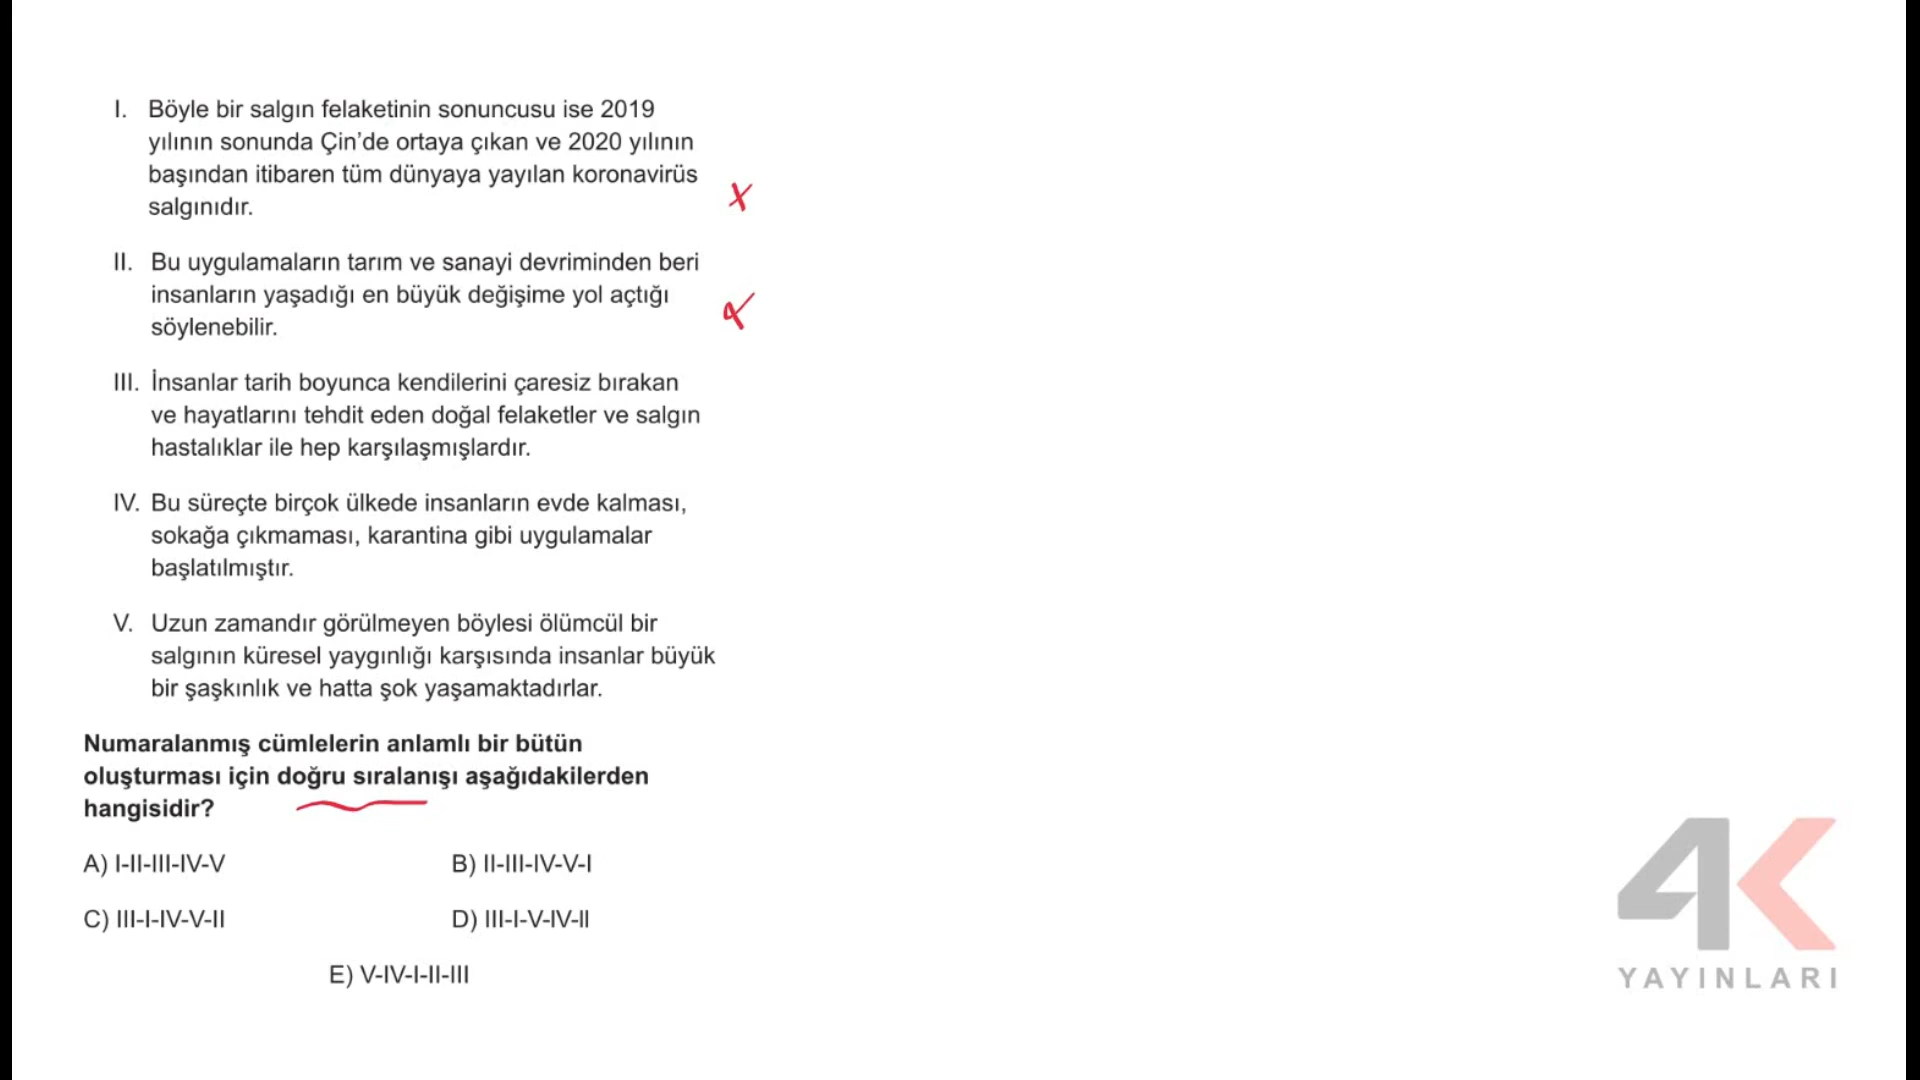 I. Böyle bir salgın felaketinin sonuncusu ise 2019
yılının sonunda Çin’de ortaya çıkan ve 2020 yılının
başından itibaren tüm dünyaya yayılan koronavirüs
salgınıdır.
II. Bu uygulamaların tarım ve sanayi devriminden beri
insanların yaşadığı en büyük değişime yol açtığı
söylenebilir.
III. İnsanlar tarih boyunca kendilerini çaresiz bırakan
ve hayatlarını tehdit eden doğal felaketler ve salgın
hastalıklar ile hep karşılaşmışlardır.
IV. Bu süreçte birçok ülkede insanların evde kalması,
sokağa çıkmaması, karantina gibi uygulamalar
başlatılmıştır.
V. Uzun zamandır görülmeyen böylesi ölümcül bir
salgının küresel yaygınlığı karşısında insanlar büyük
bir şaşkınlık ve hatta şok yaşamaktadırlar.
Numaralanmış cümlelerin anlamlı bir bütün
oluşturması için doğru sıralanışı aşağıdakilerden
hangisidir?
A) I-II-III-IV-V B) II-III-IV-V-I
C) III-I-IV-V-II D) III-I-V-IV-II
E) V-IV-I-II-III
4K
YAYINLARI